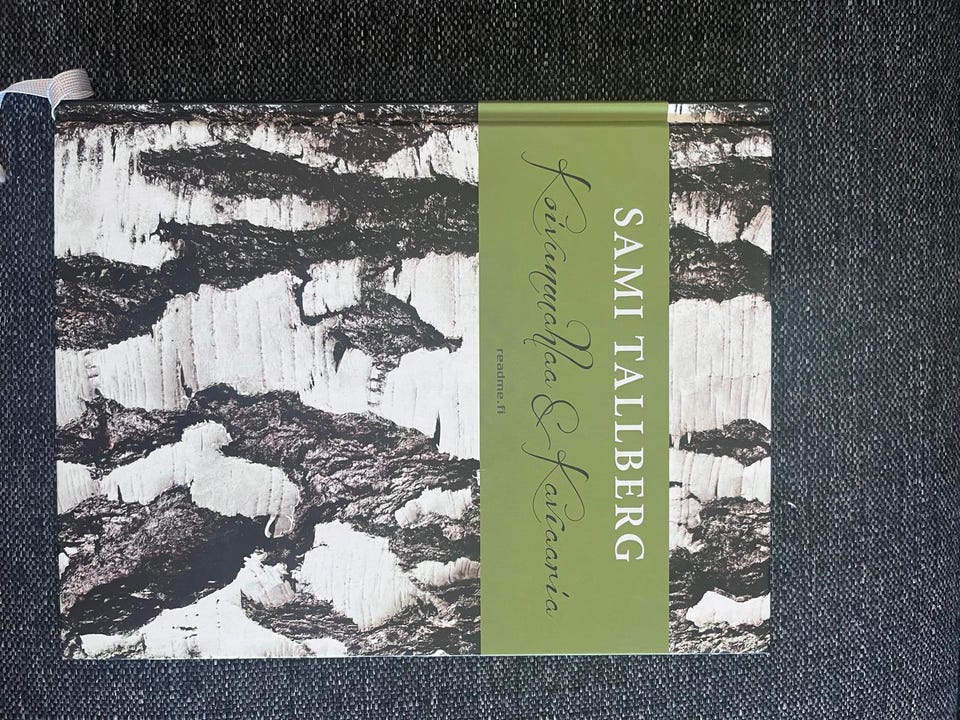 SAMI TALLBERG
Koivunmahlaa & Kaviaaria
readme.fi